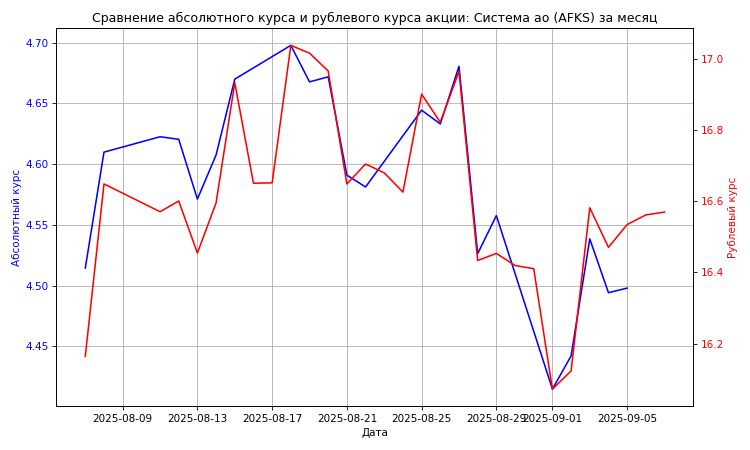 Сравнение абсолютного курса и рублевого курса акции: Система ао (AFKS) за месяц
Абсолютный курс
4.70
4.65
4.60
4.55
4.50
4.45
17.0
16.8
16.6
16.4
16.2
Рублевый курс
2025-08-09 2025-08-13 2025-08-17 2025-08-21 2025-08-25 2025-08-29 2025-09-01 2025-09-05
Дата